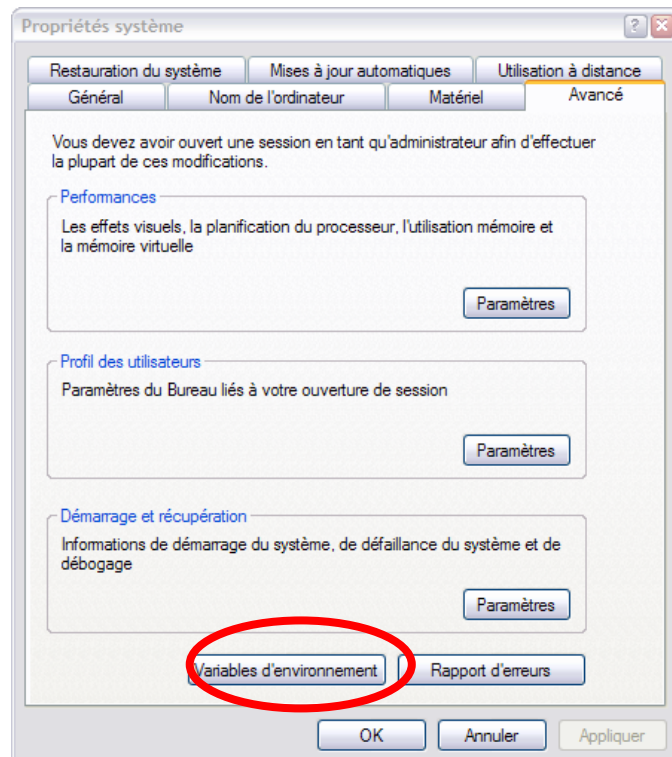 Propriétés système
Restauration du système Mises à jour automatiques Utilisation à distance
Général Nom de l'ordinateur Matériel Avancé
Vous devez avoir ouvert une session en tant qu'administrateur afin d'effectuer
la plupart de ces modifications.
Performances
Les effets visuels, la planification du processeur, l'utilisation mémoire et
la mémoire virtuelle
Paramètres
Profil des utilisateurs
Paramètres du Bureau liés à votre ouverture de session
Paramètres
Démarrage et récupération
Informations de démarrage du système, de défaillance du système et de
débogage
Paramètres
Variables d'environnement Rapport d'erreurs
OK Annuler Appliquer